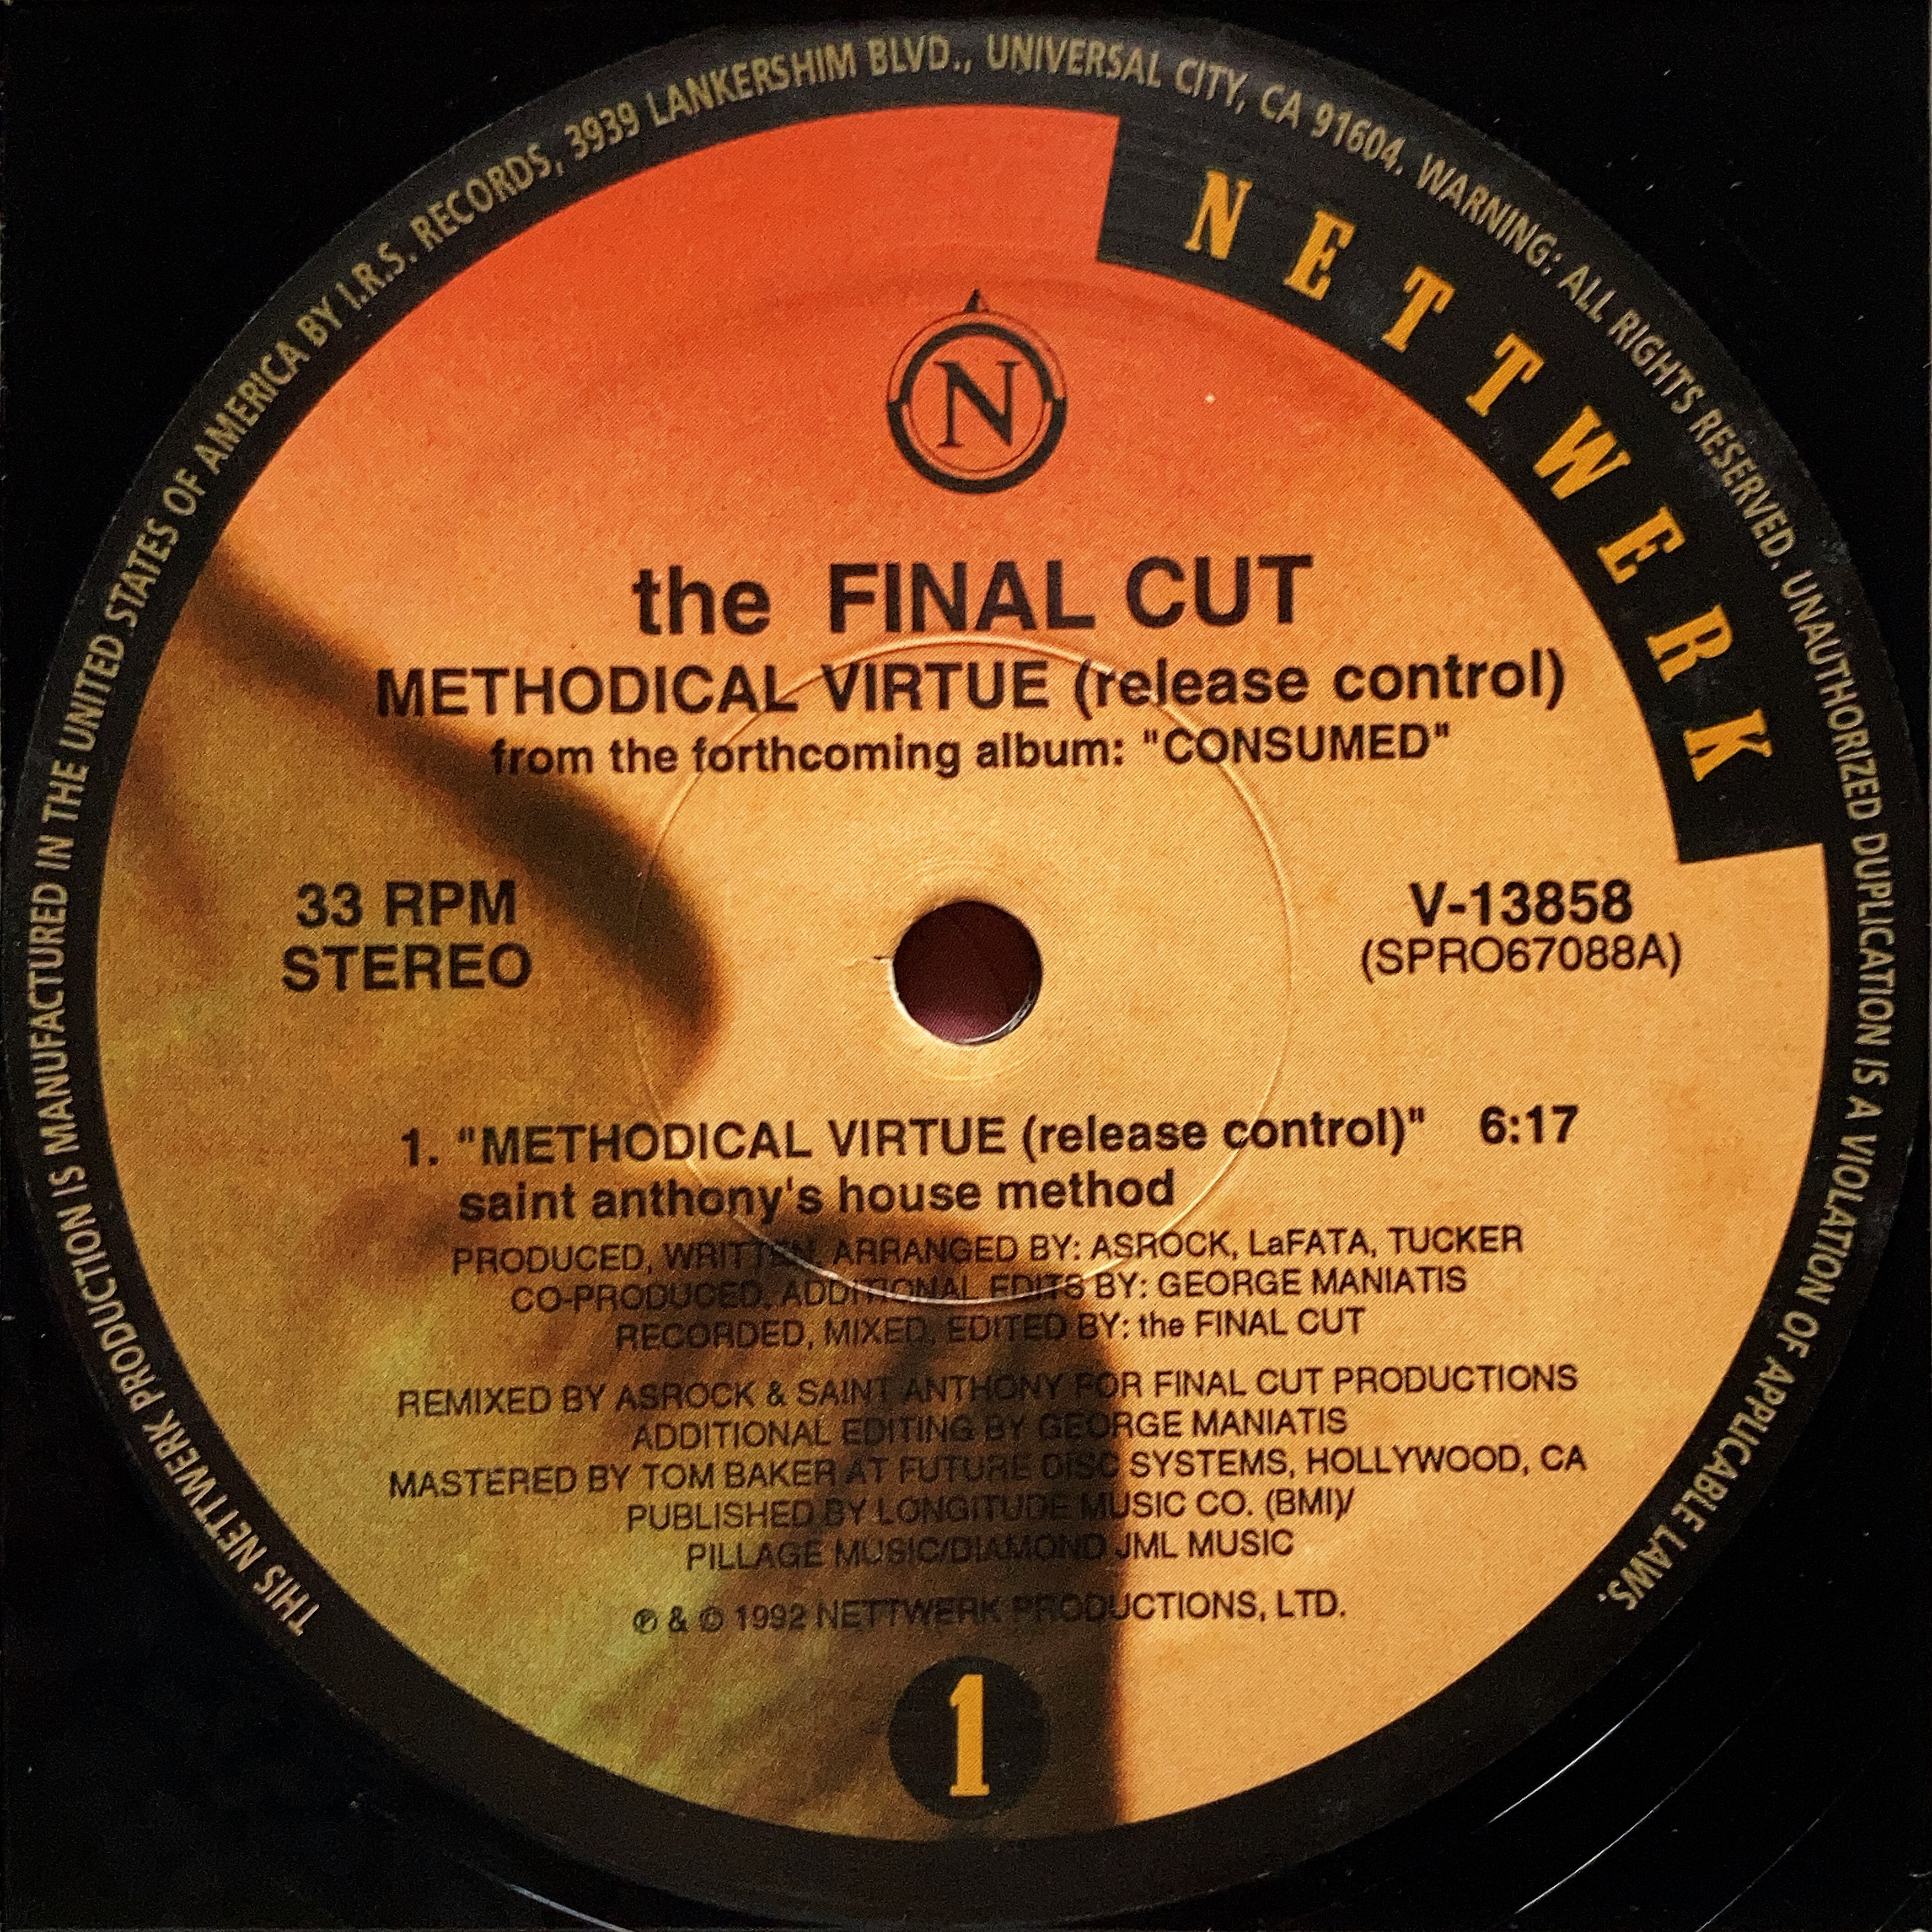 THIS NETTWERK PRODUCTION IS MANUFACTURED IN THE UNITED STATES OF AMERICA BY I.R.S. RECORDS, 3939 LANKERSHIM BLVD., UNIVERSAL CITY, CA 91604. WARNING: ALL RIGHTS RESERVED. UNAUTHORIZED DUPLICATION IS A VIOLATION OF APPLICABLE LAWS.
NETTWERK
N
the FINAL CUT
METHODICAL VIRTUE (release control)
from the forthcoming album: "CONSUMED"
33 RPM
STEREO
V-13858
(SPRO67088A)
1. "METHODICAL VIRTUE (release control)" 6:17
saint anthony's house method
PRODUCED, WRITTEN, ARRANGED BY: ASROCK, LaFATA, TUCKER
CO-PRODUCED, ADDITIONAL EDITS BY: GEORGE MANIATIS
RECORDED, MIXED, EDITED BY: the FINAL CUT
REMIXED BY ASROCK & SAINT ANTHONY FOR FINAL CUT PRODUCTIONS
ADDITIONAL EDITING BY GEORGE MANIATIS
MASTERED BY TOM BAKER AT FUTURE DISC SYSTEMS, HOLLYWOOD, CA
PUBLISHED BY LONGITUDE MUSIC CO. (BMI)/
PILLAGE MUSIC/DIAMOND JML MUSIC
℗ & © 1992 NETTWERK PRODUCTIONS, LTD.
1